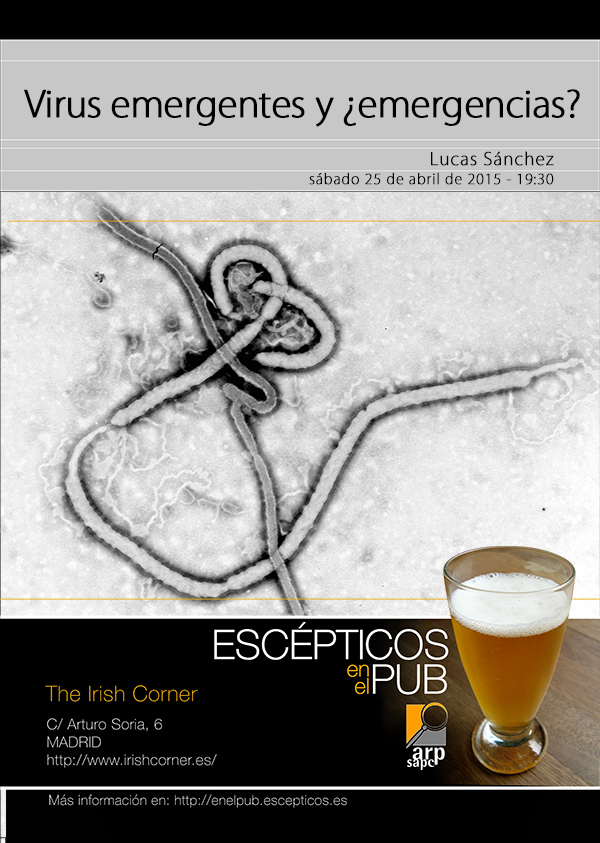 Virus emergentes y ¿emergencias?
Lucas Sánchez
sábado 25 de abril de 2015 - 19:30
ESCÉPTICOS
en el PUB
The Irish Corner
C/ Arturo Soria, 6
MADRID
http://www.irishcorner.es/
arp
sapc
Más información en: http://enelpub.escepticos.es